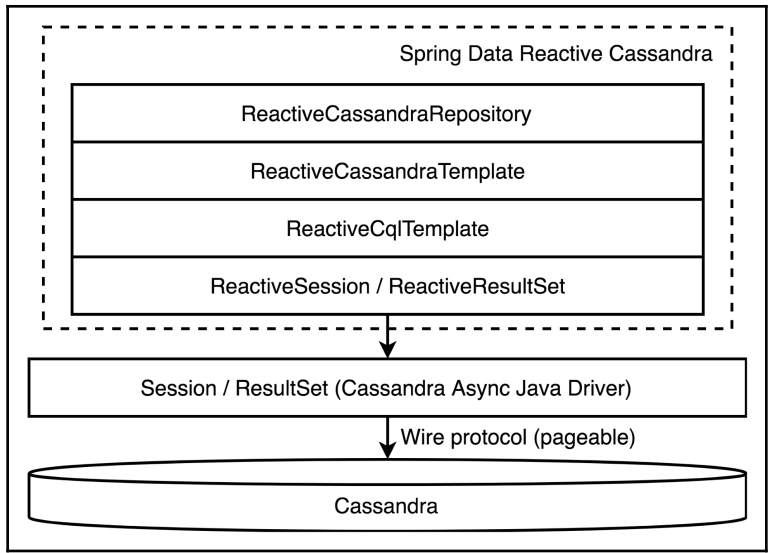 Spring Data Reactive Cassandra
ReactiveCassandraRepository
ReactiveCassandraTemplate
ReactiveCqlTemplate
ReactiveSession / ReactiveResultSet
Session / ResultSet (Cassandra Async Java Driver)
Wire protocol (pageable)
Cassandra